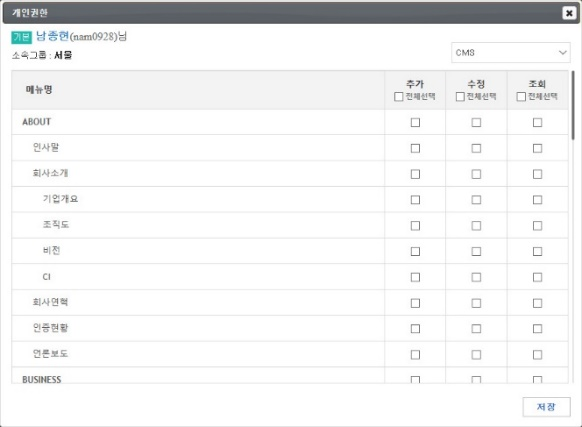 개인권한
기본 남종현(nam0928)님
소속그룹 : 서울
CMS
메뉴명 추가 수정 조회
전체선택 전체선택 전체선택
ABOUT
인사말
회사소개
기업개요
조직도
비전
CI
회사연혁
인증현황
언론보도
BUSINESS
저장